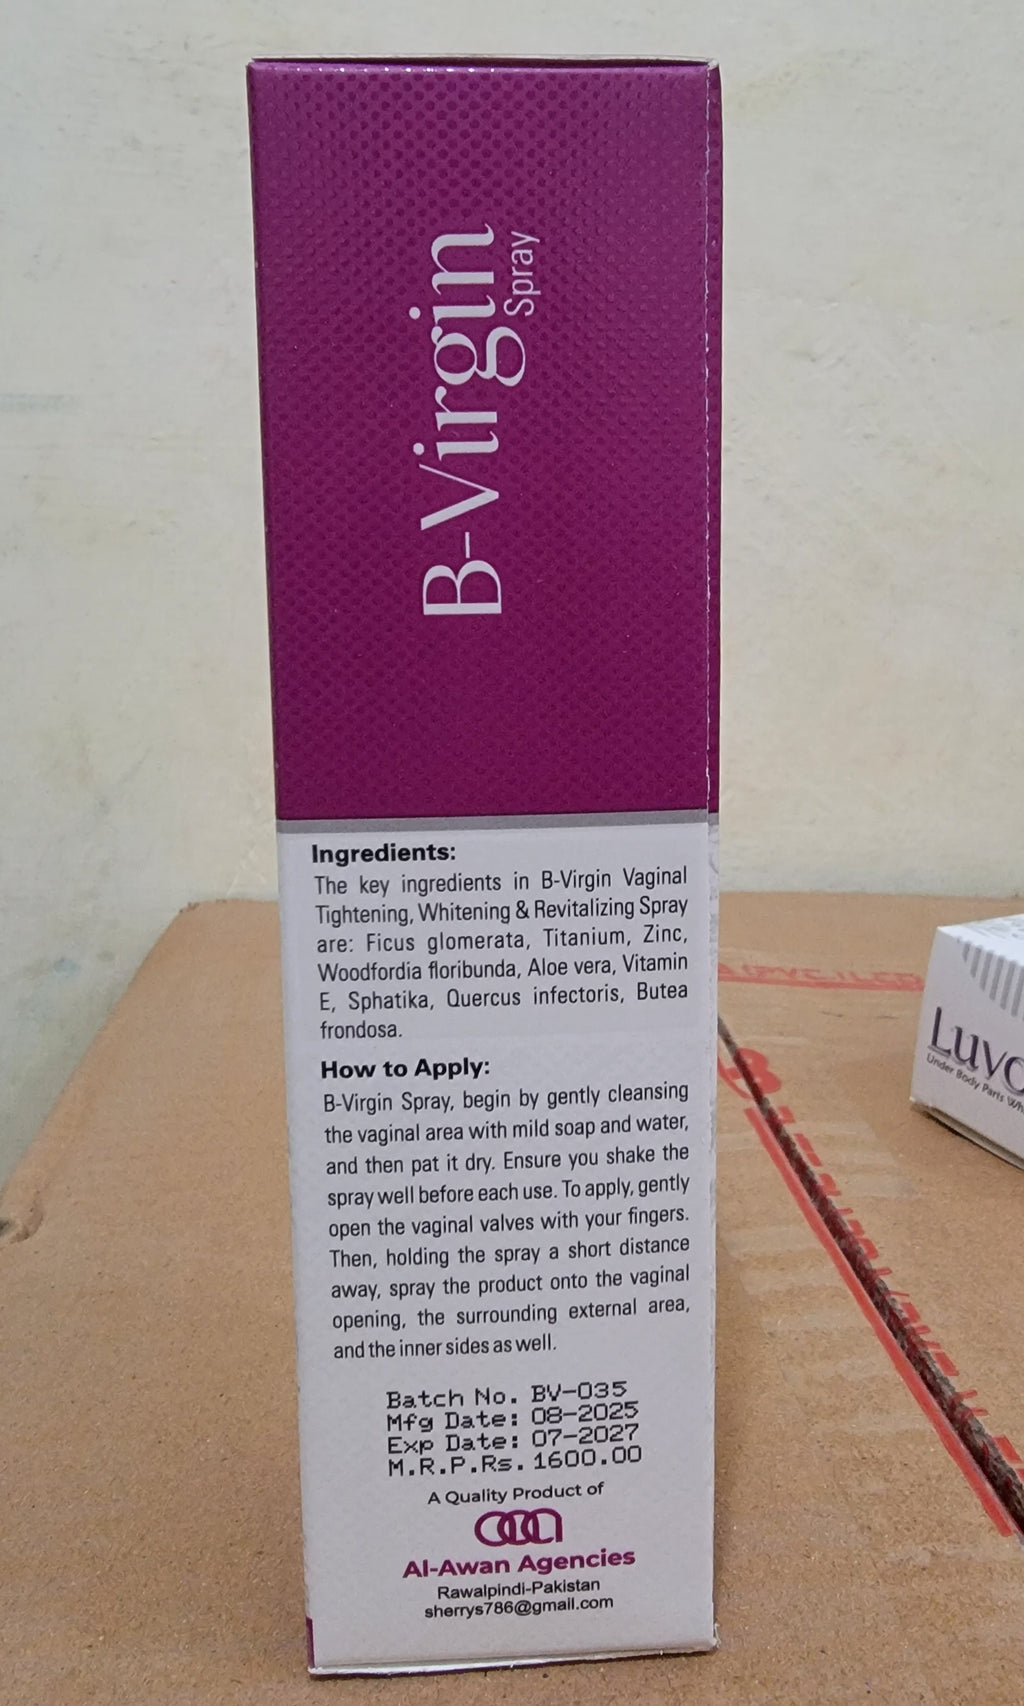 B-Virgin
Spray
Ingredients:
The key ingredients in B-Virgin Vaginal
Tightening, Whitening & Revitalizing Spray
are: Ficus glomerata, Titanium, Zinc,
Woodfordia floribunda, Aloe vera, Vitamin
E, Sphatika, Quercus infectoris, Butea
frondosa.
How to Apply:
B-Virgin Spray, begin by gently cleansing
the vaginal area with mild soap and water,
and then pat it dry. Ensure you shake the
spray well before each use. To apply, gently
open the vaginal valves with your fingers.
Then, holding the spray a short distance
away, spray the product onto the vaginal
opening, the surrounding external area,
and the inner sides as well.
Batch No. BV-035
Mfg Date: 08-2025
Exp Date: 07-2027
M.R.P.Rs. 1600.00
A Quality Product of
Al-Awan Agencies
Rawalpindi-Pakistan
sherrys786@gmail.com
Under Body Parts